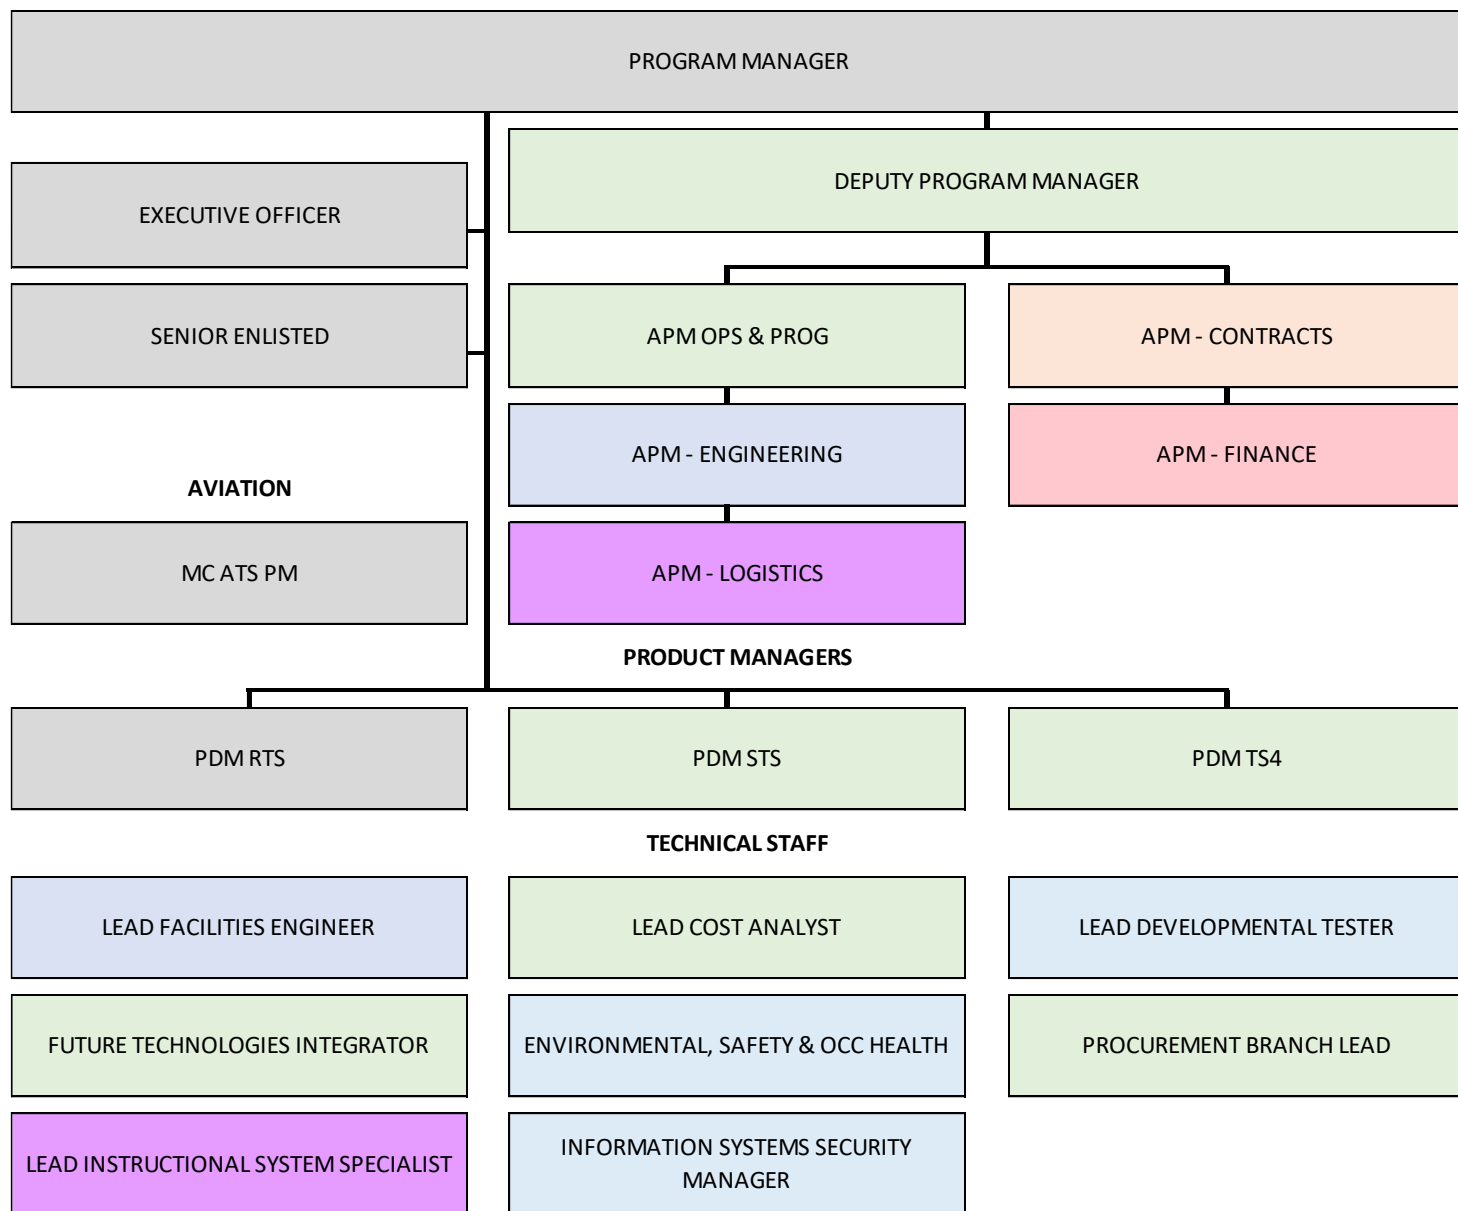 PROGRAM MANAGER
DEPUTY PROGRAM MANAGER
EXECUTIVE OFFICER
SENIOR ENLISTED
APM OPS & PROG
APM - CONTRACTS
APM - ENGINEERING
APM - FINANCE
AVIATION
MC ATS PM
APM - LOGISTICS
PRODUCT MANAGERS
PDM RTS
PDM STS
PDM TS4
TECHNICAL STAFF
LEAD FACILITIES ENGINEER
LEAD COST ANALYST
LEAD DEVELOPMENTAL TESTER
FUTURE TECHNOLOGIES INTEGRATOR
ENVIRONMENTAL, SAFETY & OCC HEALTH
PROCUREMENT BRANCH LEAD
LEAD INSTRUCTIONAL SYSTEM SPECIALIST
INFORMATION SYSTEMS SECURITY
MANAGER